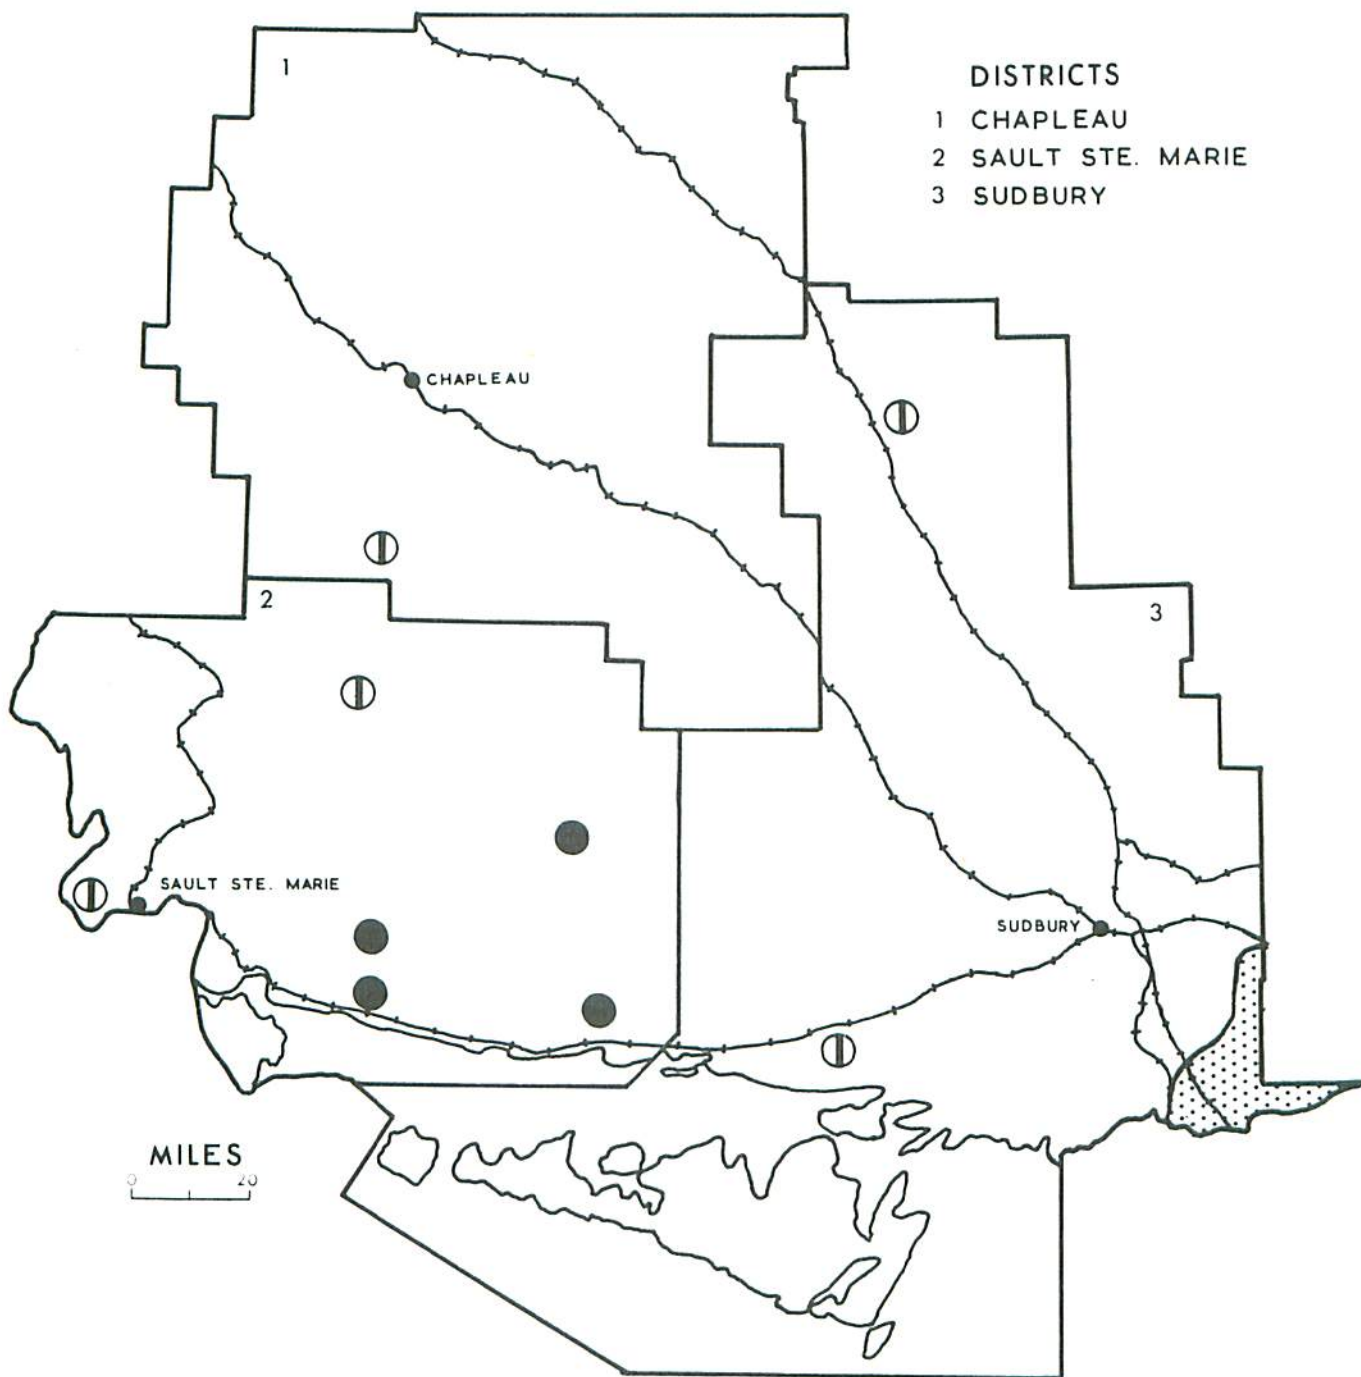 1
DISTRICTS
1 CHAPLEAU
2 SAULT STE. MARIE
3 SUDBURY
CHAPLEAU
2
3
SAULT STE. MARIE
SUDBURY
MILES
0 20